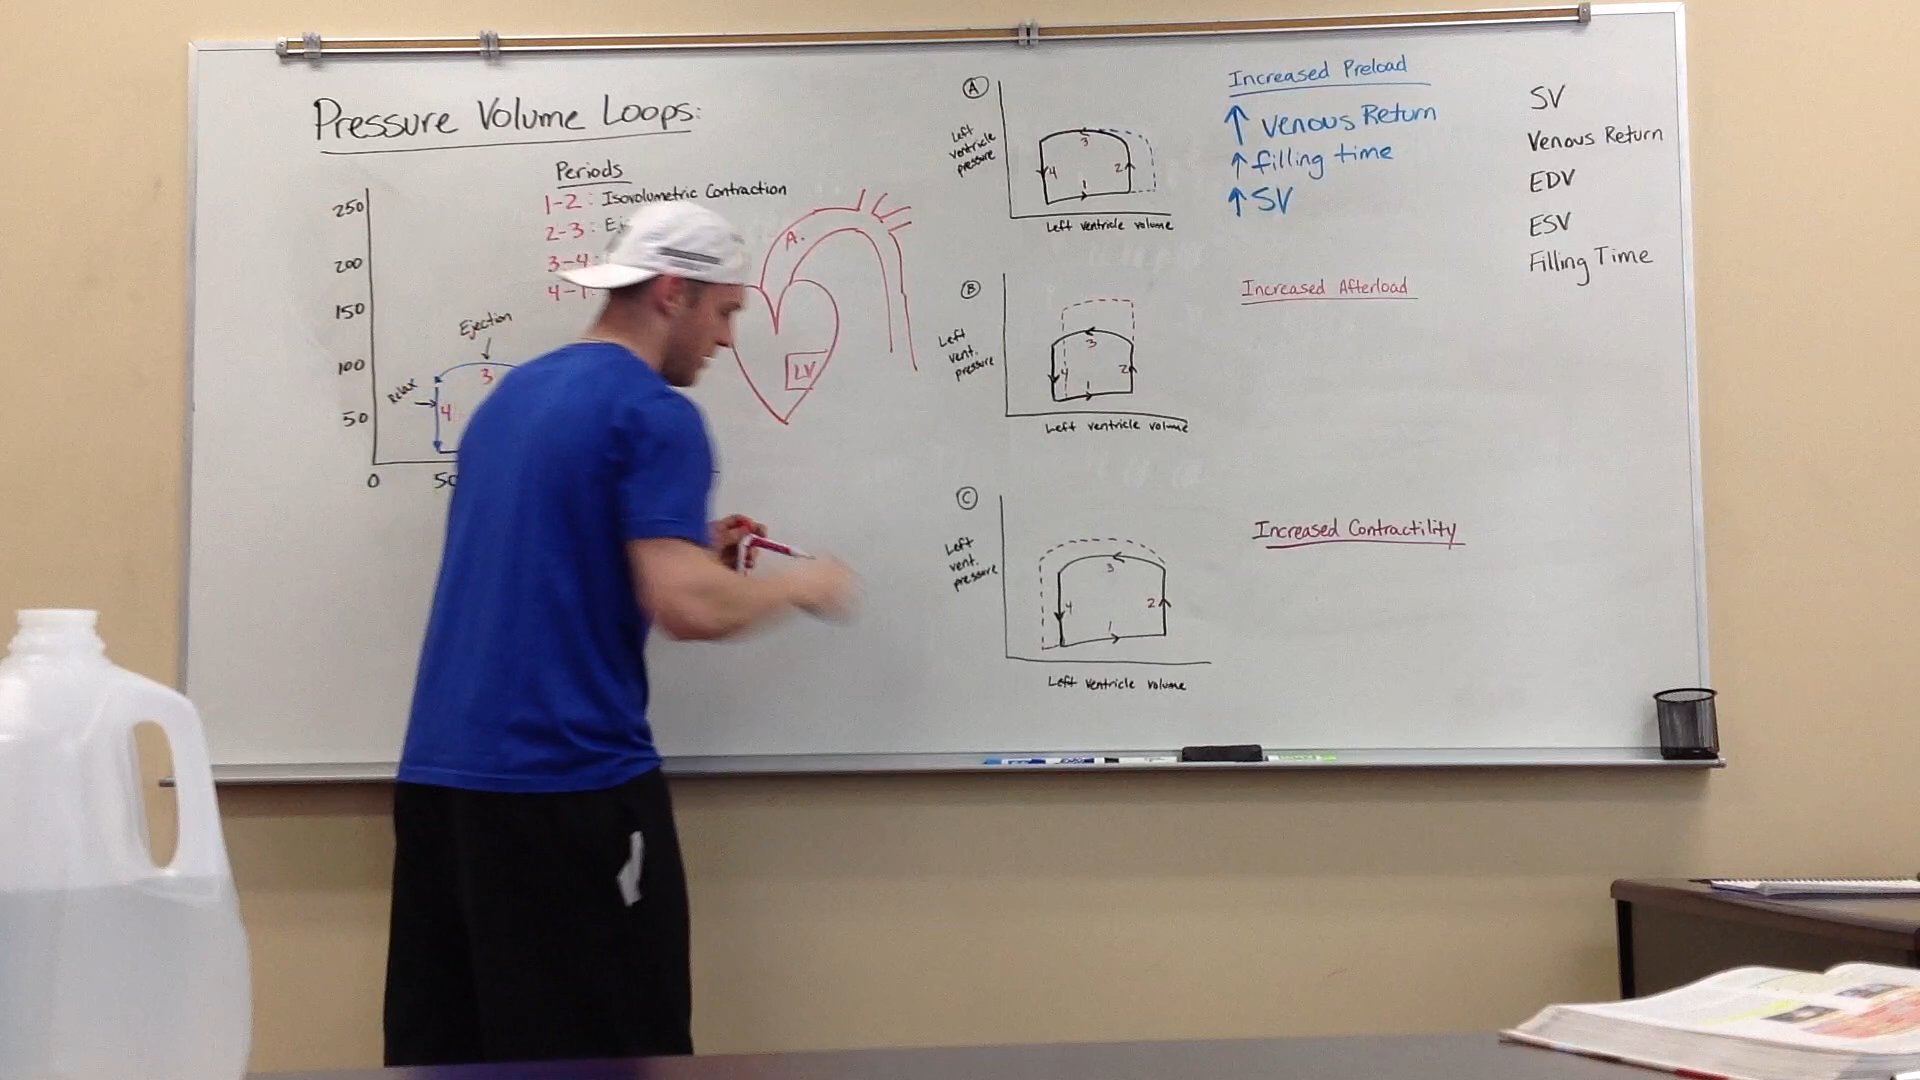 Pressure Volume Loops:
Periods
1-2: Isovolumetric Contraction
2-3:
3-4:
4-1
250
200
150
100
50
0
Ejection
3
Relax
4
A.
LV
A
Left
ventricle
pressure
3
4
2
1
Left ventricle volume
B
Left
vent.
pressure
3
4
2
1
Left ventricle volume
C
Left
vent.
pressure
3
4
2
1
Left ventricle volume
Increased Preload
↑ Venous Return
↑ filling time
↑ SV
Increased Afterload
Increased Contractility
SV
Venous Return
EDV
ESV
Filling Time